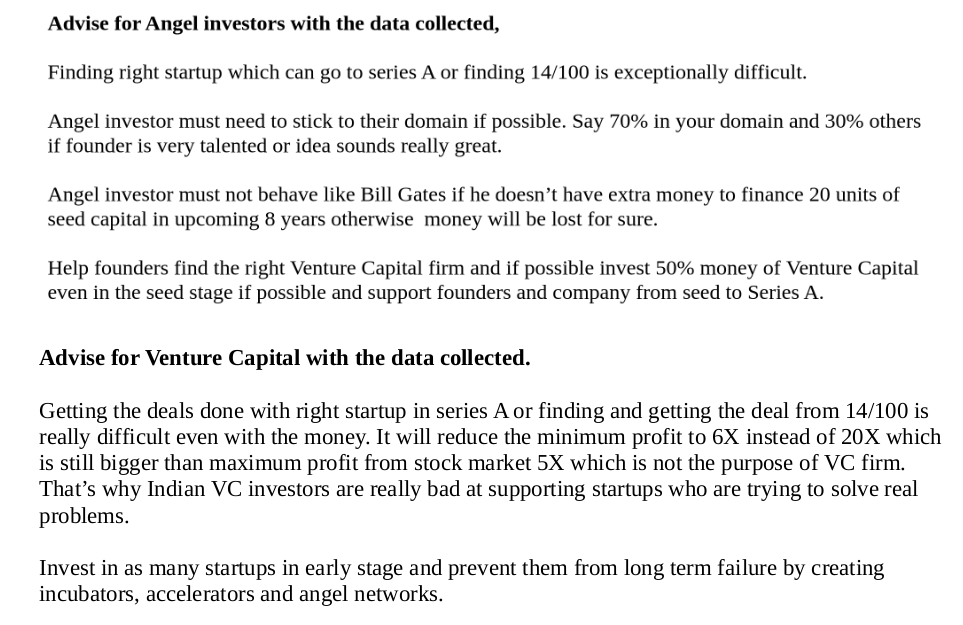 Advise for Angel investors with the data collected,
Finding right startup which can go to series A or finding 14/100 is exceptionally difficult.
Angel investor must need to stick to their domain if possible. Say 70% in your domain and 30% others
if founder is very talented or idea sounds really great.
Angel investor must not behave like Bill Gates if he doesn’t have extra money to finance 20 units of
seed capital in upcoming 8 years otherwise  money will be lost for sure.
Help founders find the right Venture Capital firm and if possible invest 50% money of Venture Capital
even in the seed stage if possible and support founders and company from seed to Series A.
Advise for Venture Capital with the data collected.
Getting the deals done with right startup in series A or finding and getting the deal from 14/100 is
really difficult even with the money. It will reduce the minimum profit to 6X instead of 20X which
is still bigger than maximum profit from stock market 5X which is not the purpose of VC firm.
That’s why Indian VC investors are really bad at supporting startups who are trying to solve real
problems.
Invest in as many startups in early stage and prevent them from long term failure by creating
incubators, accelerators and angel networks.